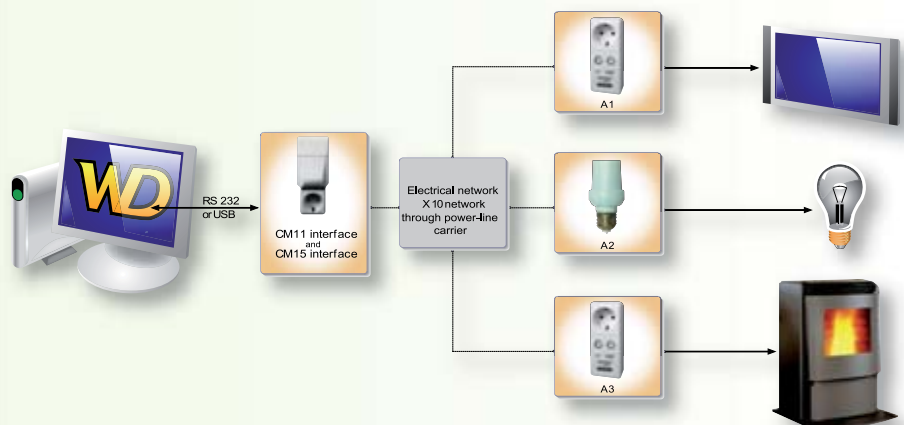 WD
RS 232
or USB
CM11 interface
and
CM15 interface
Electrical network
X10 network
through power-line
carrier
A1
A2
A3